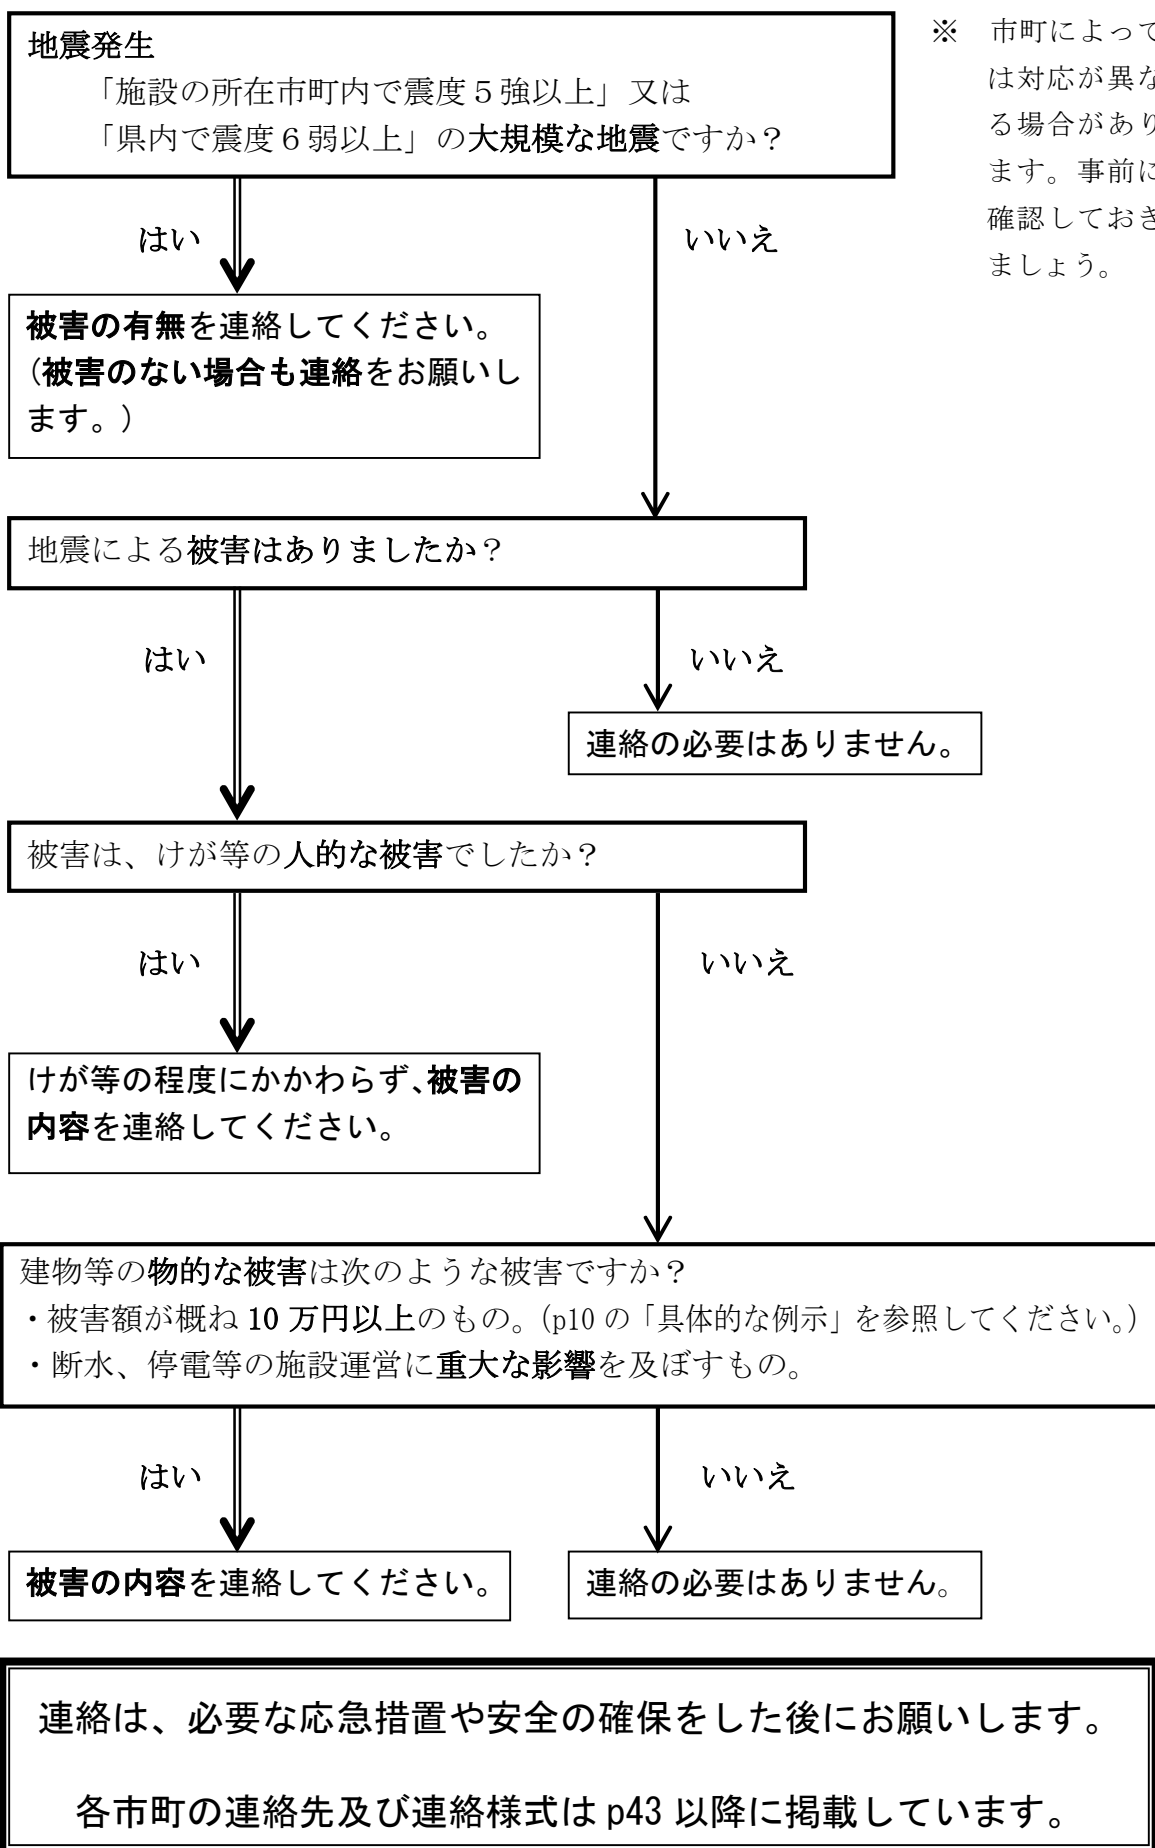 地震発生
「施設の所在市町内で震度５強以上」又は
「県内で震度６弱以上」の大規模な地震ですか？
※　市町によって
は対応が異な
る場合があり
ます。事前に
確認しておき
ましょう。
はい
いいえ
被害の有無を連絡してください。
（被害のない場合も連絡をお願いし
ます。）
地震による被害はありましたか？
はい
いいえ
連絡の必要はありません。
被害は、けが等の人的な被害でしたか？
はい
いいえ
けが等の程度にかかわらず、被害の
内容を連絡してください。
建物等の物的な被害は次のような被害ですか？
・被害額が概ね 10 万円以上のもの。（p10 の「具体的な例示」を参照してください。）
・断水、停電等の施設運営に重大な影響を及ぼすもの。
はい
いいえ
被害の内容を連絡してください。
連絡の必要はありません。
連絡は、必要な応急措置や安全の確保をした後にお願いします。
各市町の連絡先及び連絡様式は p43 以降に掲載しています。